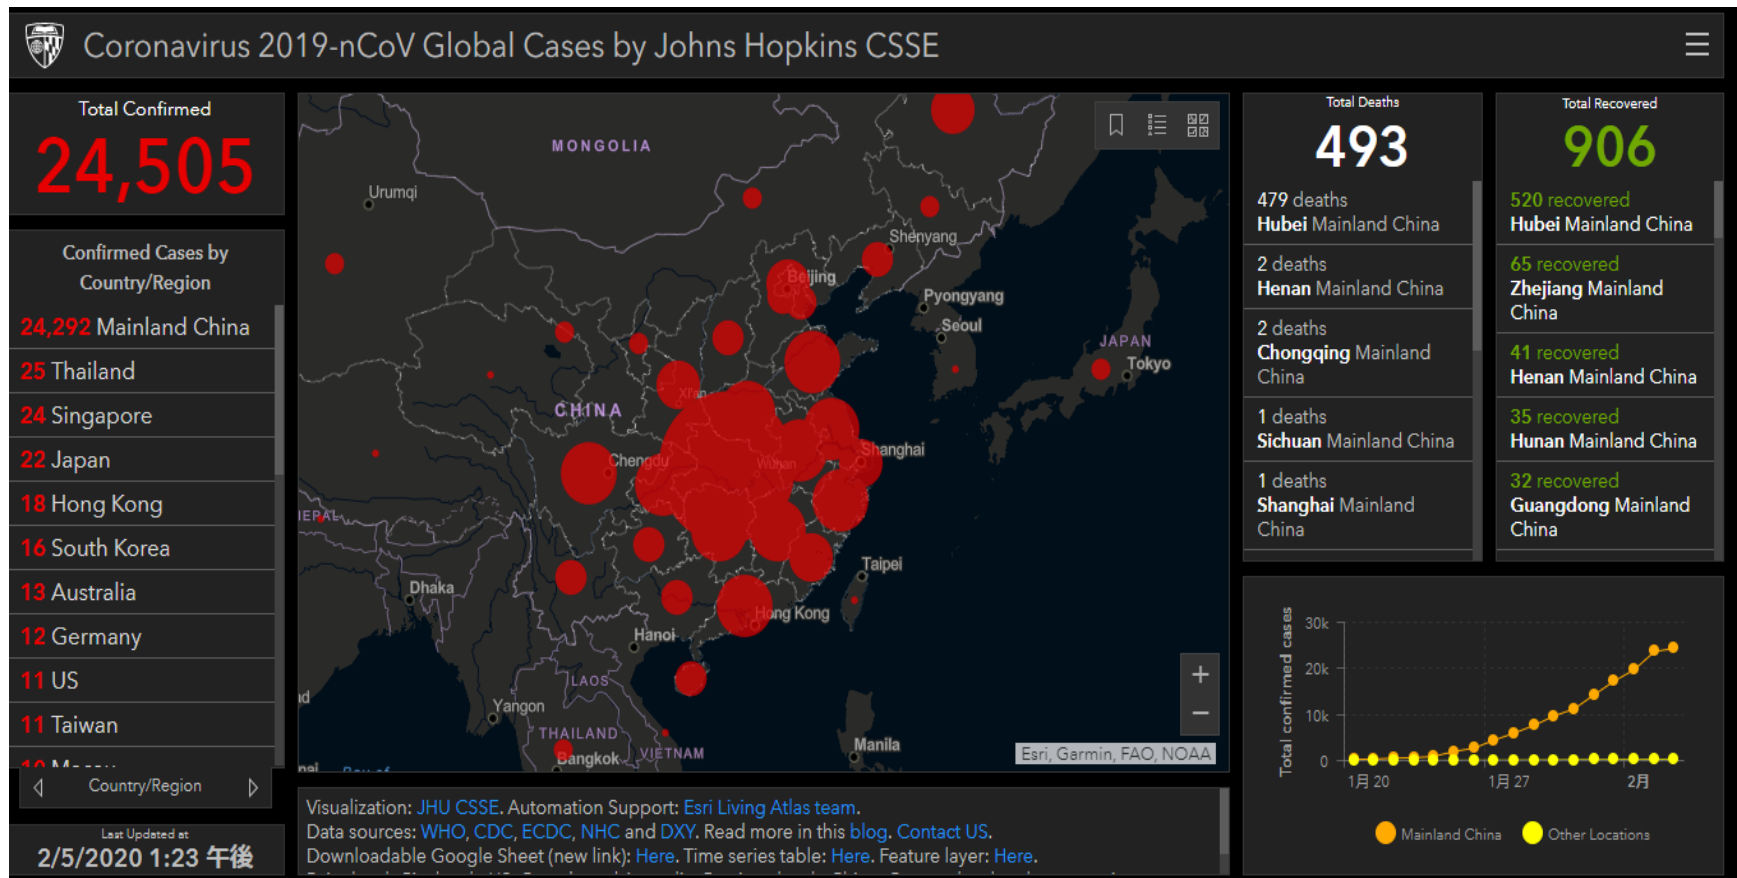 Coronavirus 2019-nCoV Global Cases by Johns Hopkins CSSE
Total Confirmed
24,505
Confirmed Cases by
Country/Region
24,292 Mainland China
25 Thailand
24 Singapore
22 Japan
18 Hong Kong
16 South Korea
13 Australia
12 Germany
11 US
11 Taiwan
10 Macau
Country/Region
Last Updated at
2/5/2020 1:23 午後
MONGOLIA
Urumqi
Shenyang
Beijing
Pyongyang
Seoul
JAPAN
Tokyo
Xi'an
CHINA
Shanghai
Chengdu
Wuhan
NEPAL
Taipei
Dhaka
Hong Kong
Hanoi
LAOS
Yangon
THAILAND
Manila
VIETNAM
Bangkok
Bay of
Esri, Garmin, FAO, NOAA
Visualization: JHU CSSE. Automation Support: Esri Living Atlas team.
Data sources: WHO, CDC, ECDC, NHC and DXY. Read more in this blog. Contact US.
Downloadable Google Sheet (new link): Here. Time series table: Here. Feature layer: Here.
Total Deaths
493
479 deaths
Hubei Mainland China
2 deaths
Henan Mainland China
2 deaths
Chongqing Mainland
China
1 deaths
Sichuan Mainland China
1 deaths
Shanghai Mainland
China
Total Recovered
906
520 recovered
Hubei Mainland China
65 recovered
Zhejiang Mainland
China
41 recovered
Henan Mainland China
35 recovered
Hunan Mainland China
32 recovered
Guangdong Mainland
China
Total confirmed cases
30k
20k
10k
0
1月 20
1月 27
2月
Mainland China
Other Locations